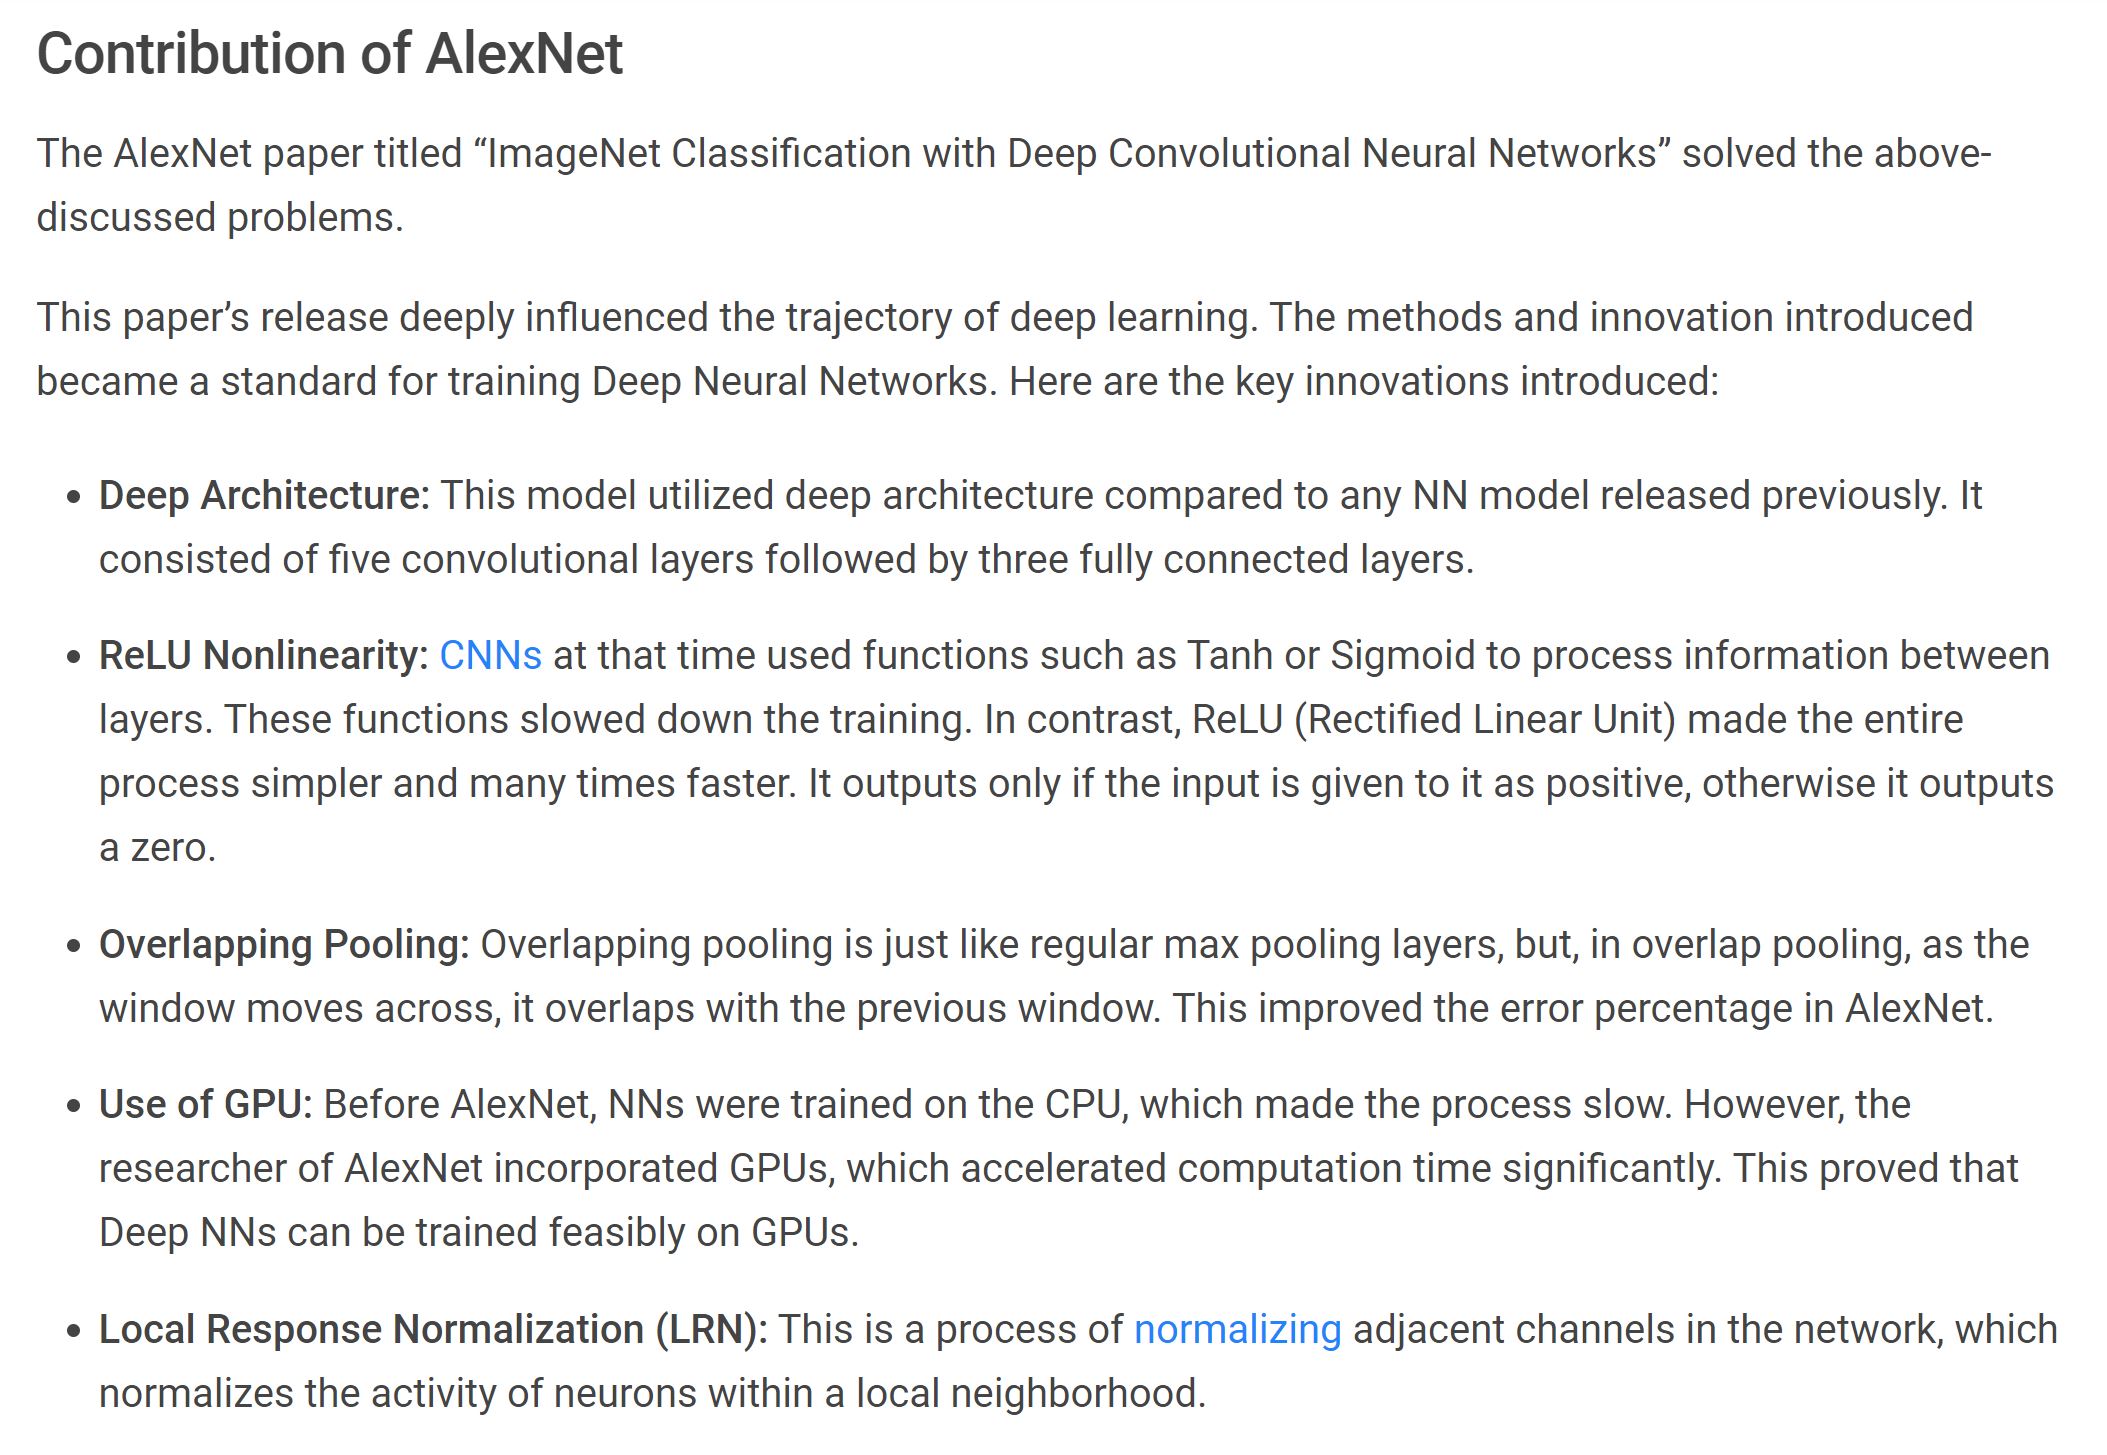 Contribution of AlexNet
The AlexNet paper titled “ImageNet Classification with Deep Convolutional Neural Networks” solved the above-
discussed problems.
This paper’s release deeply influenced the trajectory of deep learning. The methods and innovation introduced
became a standard for training Deep Neural Networks. Here are the key innovations introduced:
• Deep Architecture: This model utilized deep architecture compared to any NN model released previously. It
consisted of five convolutional layers followed by three fully connected layers.
• ReLU Nonlinearity: CNNs at that time used functions such as Tanh or Sigmoid to process information between
layers. These functions slowed down the training. In contrast, ReLU (Rectified Linear Unit) made the entire
process simpler and many times faster. It outputs only if the input is given to it as positive, otherwise it outputs
a zero.
• Overlapping Pooling: Overlapping pooling is just like regular max pooling layers, but, in overlap pooling, as the
window moves across, it overlaps with the previous window. This improved the error percentage in AlexNet.
• Use of GPU: Before AlexNet, NNs were trained on the CPU, which made the process slow. However, the
researcher of AlexNet incorporated GPUs, which accelerated computation time significantly. This proved that
Deep NNs can be trained feasibly on GPUs.
• Local Response Normalization (LRN): This is a process of normalizing adjacent channels in the network, which
normalizes the activity of neurons within a local neighborhood.